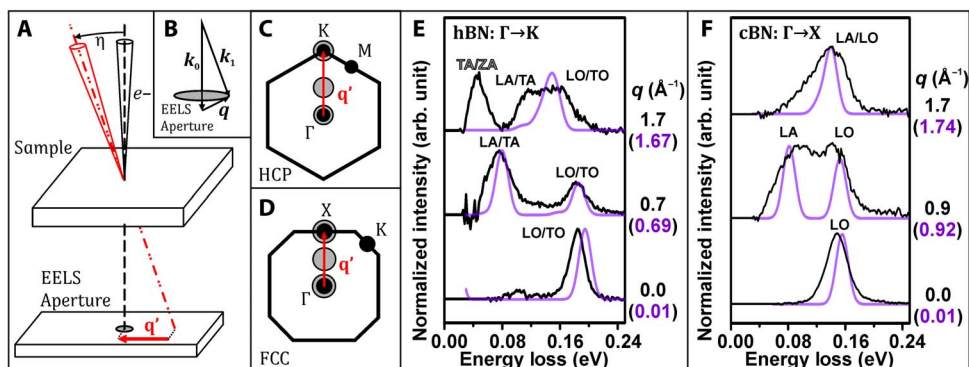 A
η
k₀
k₁
q
e−
Sample
EELS
Aperture
q'
B
EELS
Aperture
C
K
M
q'
Γ
HCP
D
X
K
q'
Γ
FCC
E
hBN: Γ→K
Normalized intensity (arb. unit)
TA/ZA
LA/TA
LO/TO
q (Å⁻¹)
1.7
(1.67)
LA/TA
LO/TO
0.7
(0.69)
LO/TO
0.0
(0.01)
0.00 0.08 0.16 0.24
Energy loss (eV)
F
cBN: Γ→X
Normalized intensity (arb. unit)
LA/LO
q (Å⁻¹)
1.7
(1.74)
LA
LO
0.9
(0.92)
LO
0.0
(0.01)
0.00 0.08 0.16 0.24
Energy loss (eV)